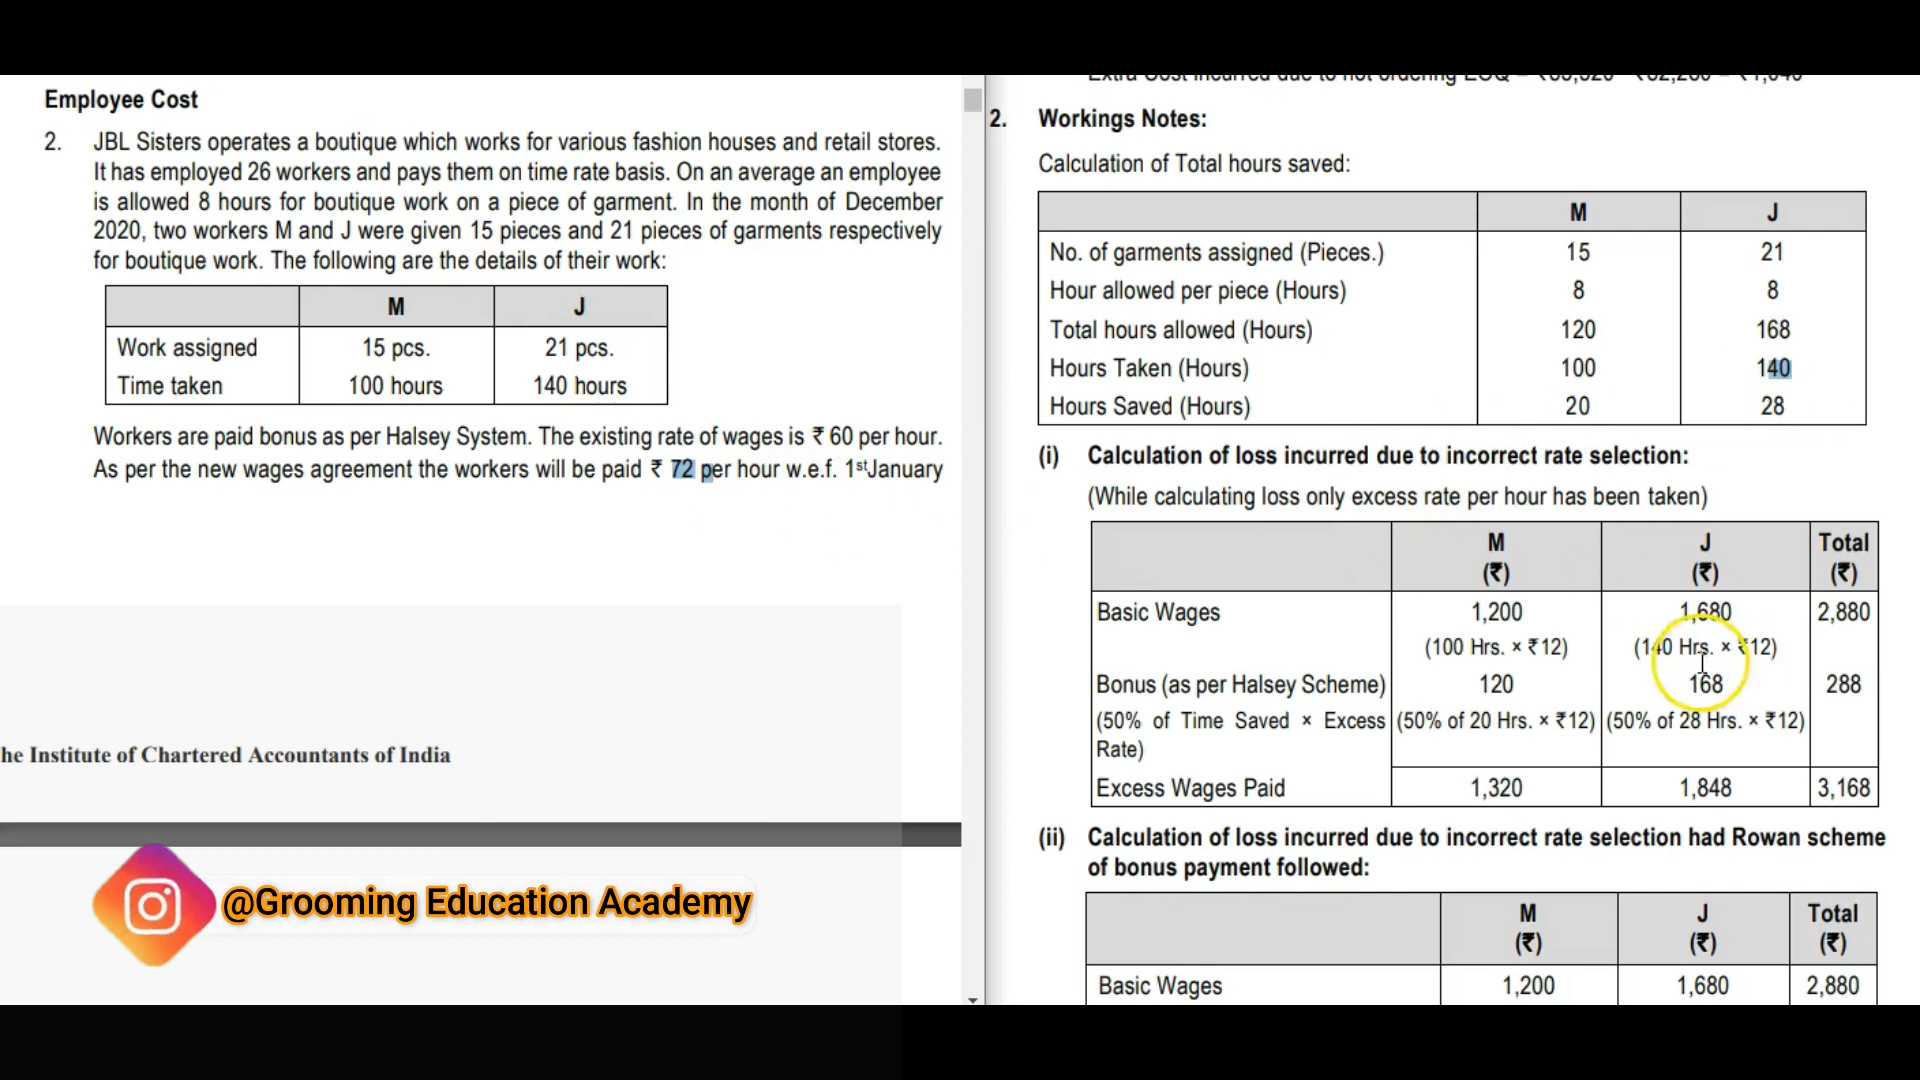 Employee Cost
2. JBL Sisters operates a boutique which works for various fashion houses and retail stores.
It has employed 26 workers and pays them on time rate basis. On an average an employee
is allowed 8 hours for boutique work on a piece of garment. In the month of December
2020, two workers M and J were given 15 pieces and 21 pieces of garments respectively
for boutique work. The following are the details of their work:
M J
Work assigned 15 pcs. 21 pcs.
Time taken 100 hours 140 hours
Workers are paid bonus as per Halsey System. The existing rate of wages is ₹ 60 per hour.
As per the new wages agreement the workers will be paid ₹ 72 per hour w.e.f. 1st January
he Institute of Chartered Accountants of India
@Grooming Education Academy
Extra Cost incurred due to not ordering EOQ
2. Workings Notes:
Calculation of Total hours saved:
M J
No. of garments assigned (Pieces.) 15 21
Hour allowed per piece (Hours) 8 8
Total hours allowed (Hours) 120 168
Hours Taken (Hours) 100 140
Hours Saved (Hours) 20 28
(i) Calculation of loss incurred due to incorrect rate selection:
(While calculating loss only excess rate per hour has been taken)
M J Total
(₹) (₹) (₹)
Basic Wages 1,200 1,680 2,880
(100 Hrs. × ₹12) (140 Hrs. × ₹12)
Bonus (as per Halsey Scheme) 120 168 288
(50% of Time Saved × Excess (50% of 20 Hrs. × ₹12) (50% of 28 Hrs. × ₹12)
Rate)
Excess Wages Paid 1,320 1,848 3,168
(ii) Calculation of loss incurred due to incorrect rate selection had Rowan scheme
of bonus payment followed:
M J Total
(₹) (₹) (₹)
Basic Wages 1,200 1,680 2,880